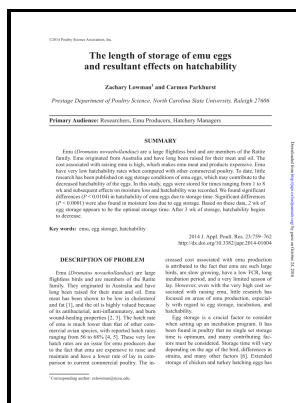 ©2014 Poultry Science Association, Inc.
The length of storage of emu eggs
and resultant effects on hatchability
Zachary Lowman¹ and Carmen Parkhurst
Prestage Department of Poultry Science, North Carolina State University, Raleigh 27606
Primary Audience: Researchers, Emu Producers, Hatchery Managers
SUMMARY
Emu (Dromaius novaehollandiae) are large flightless birds and are members of the Ratite
family. Emu originated from Australia and have long been raised for their meat and oil. The
cost associated with raising emu is high, which makes emu meat and products expensive. Emu
have very low hatchability rates when compared with other commercial poultry. To date, little
research has been published on egg storage conditions of emu eggs, which may contribute to the
decreased hatchability of the eggs. In this study, eggs were stored for times ranging from 1 to 8
wk and subsequent effects on moisture loss and hatchability was recorded. We found significant
differences (P < 0.0104) in hatchability of emu eggs due to storage time. Significant differences
(P < 0.0001) were also found in moisture loss due to egg storage. Based on these data, 2 wk of
egg storage appears to be the optimal storage time. After 3 wk of storage, hatchability begins
to decrease.
Key words: emu, egg storage, hatchability
2014 J. Appl. Poult. Res. 23:759–762
http://dx.doi.org/10.3382/japr.2014-01004
DESCRIPTION OF PROBLEM
Emu (Dromaius novaehollandiae) are large
flightless birds and are members of the Ratite
family. They originated in Australia and have
long been raised for their meat and oil. Emu
meat has been shown to be low in cholesterol
and fat [1], and the oil is highly valued because
of its antibacterial, anti-inflammatory, and burn
wound-healing properties [2, 3]. The hatch rate
of emu is much lower than that of other com-
mercial avian species, with reported hatch rates
ranging from 56 to 68% [4, 5]. These very low
hatch rates are an issue for emu producers due
to the fact that emu are expensive to raise and
maintain and have a lower rate of lay in com-
parison to current commercial poultry. The in-
creased cost associated with emu production
is attributed to the fact that emu are such large
birds, are slow growing, have a low FCR, long
incubation period, and a very limited season of
lay. However, even with the very high cost as-
sociated with raising emu, little research has
focused on areas of emu production, especial-
ly with regard to egg storage, incubation, and
hatchability.
Egg storage is a crucial factor to consider
when setting up an incubation program. It has
been found in poultry that no single set storage
time is optimum, and many contributing fac-
tors must be considered. Storage time will vary
depending on the age of the bird, differences in
strains, and many other factors [6]. Extended
storage of chicken and turkey hatching eggs has
¹Corresponding author: zslowman@ncsu.edu
Downloaded from http://japr.oxfordjournals.org/ by guest on October 24, 2016